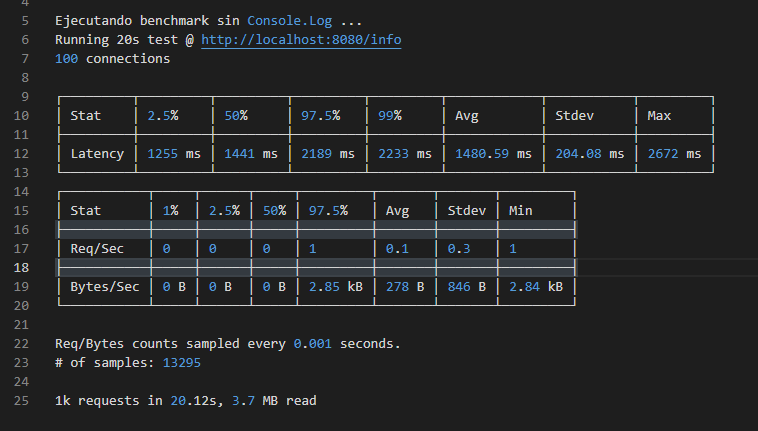 4
5 Ejecutando benchmark sin Console.Log ...
6 Running 20s test @ http://localhost:8080/info
7 100 connections
8
9
10 │ Stat │ 2.5% │ 50% │ 97.5% │ 99% │ Avg │ Stdev │ Max │
11
12 │ Latency │ 1255 ms │ 1441 ms │ 2189 ms │ 2233 ms │ 1480.59 ms │ 204.08 ms │ 2672 ms │
13
14
15 │ Stat │ 1% │ 2.5% │ 50% │ 97.5% │ Avg │ Stdev │ Min │
16
17 │ Req/Sec │ 0 │ 0 │ 0 │ 1 │ 0.1 │ 0.3 │ 1 │
18
19 │ Bytes/Sec │ 0 B │ 0 B │ 0 B │ 2.85 kB │ 278 B │ 846 B │ 2.84 kB │
20
21
22 Req/Bytes counts sampled every 0.001 seconds.
23 # of samples: 13295
24
25 1k requests in 20.12s, 3.7 MB read